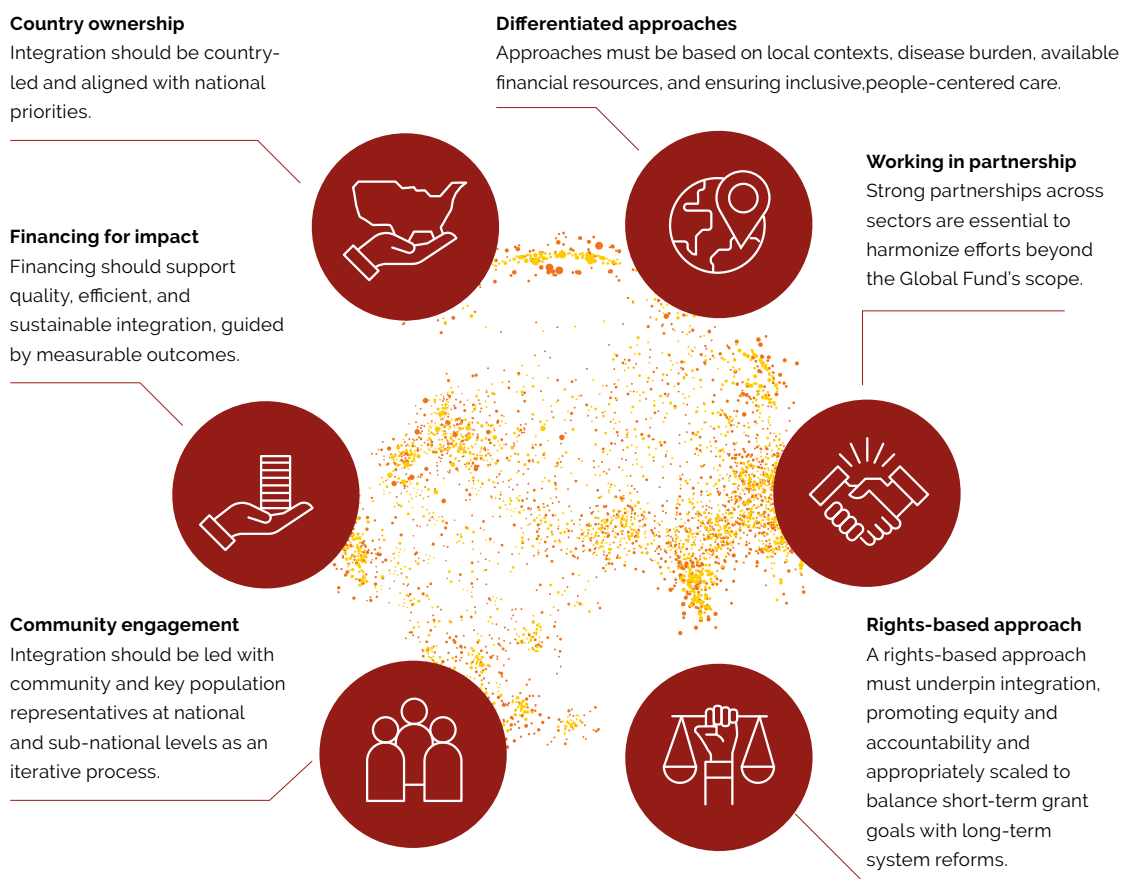 Country ownership
Integration should be country-
led and aligned with national
priorities.
Differentiated approaches
Approaches must be based on local contexts, disease burden, available
financial resources, and ensuring inclusive,people-centered care.
Working in partnership
Strong partnerships across
sectors are essential to
harmonize efforts beyond
the Global Fund's scope.
Financing for impact
Financing should support
quality, efficient, and
sustainable integration, guided
by measurable outcomes.
Community engagement
Integration should be led with
community and key population
representatives at national
and sub-national levels as an
iterative process.
Rights-based approach
A rights-based approach
must underpin integration,
promoting equity and
accountability and
appropriately scaled to
balance short-term grant
goals with long-term
system reforms.